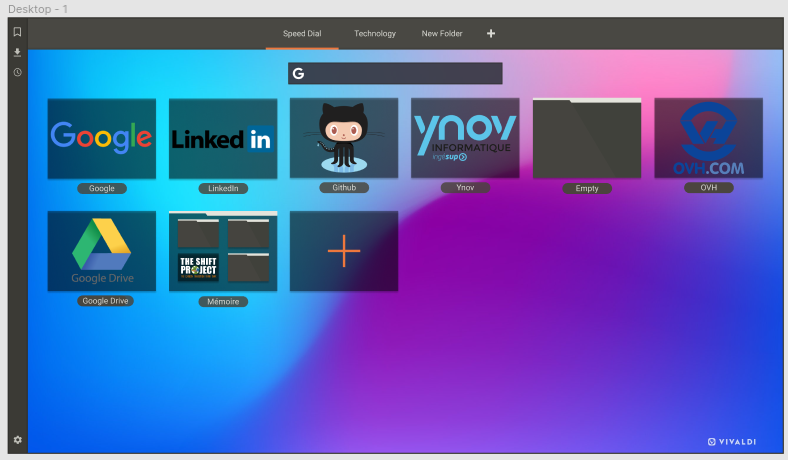 Desktop - 1
Speed Dial
Technology
New Folder
Google
Linked in
ynov
INFORMATIQUE
ingésup
OVH.COM
Google
LinkedIn
Github
Ynov
Empty
OVH
Google Drive
THE SHIFT
PROJECT
Google Drive
Mémoire
VIVALDI